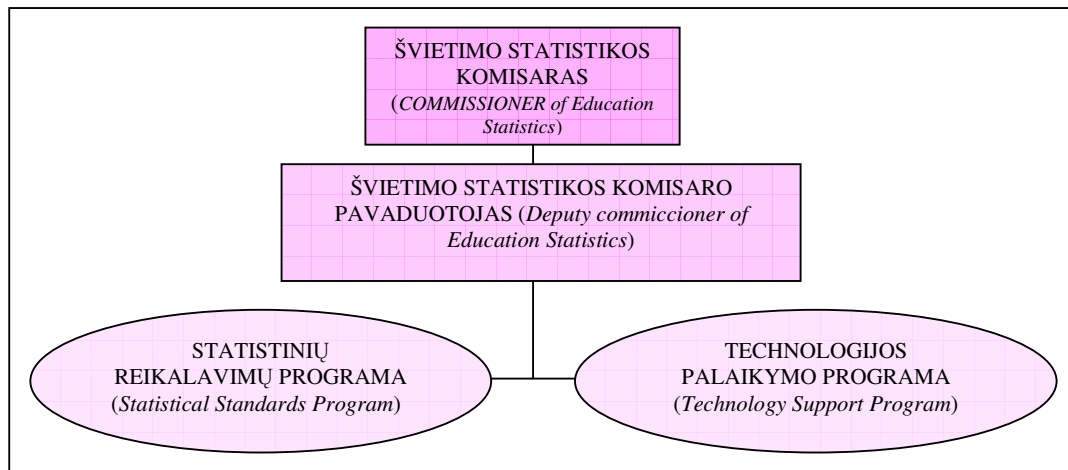 ŠVIETIMO STATISTIKOS
KOMISARAS
(COMMISSIONER of Education
Statistics)
ŠVIETIMO STATISTIKOS KOMISARO
PAVADUOTOJAS (Deputy commiccioner of
Education Statistics)
STATISTINIŲ
REIKALAVIMŲ PROGRAMA
(Statistical Standards Program)
TECHNOLOGIJOS
PALAIKYMO PROGRAMA
(Technology Support Program)